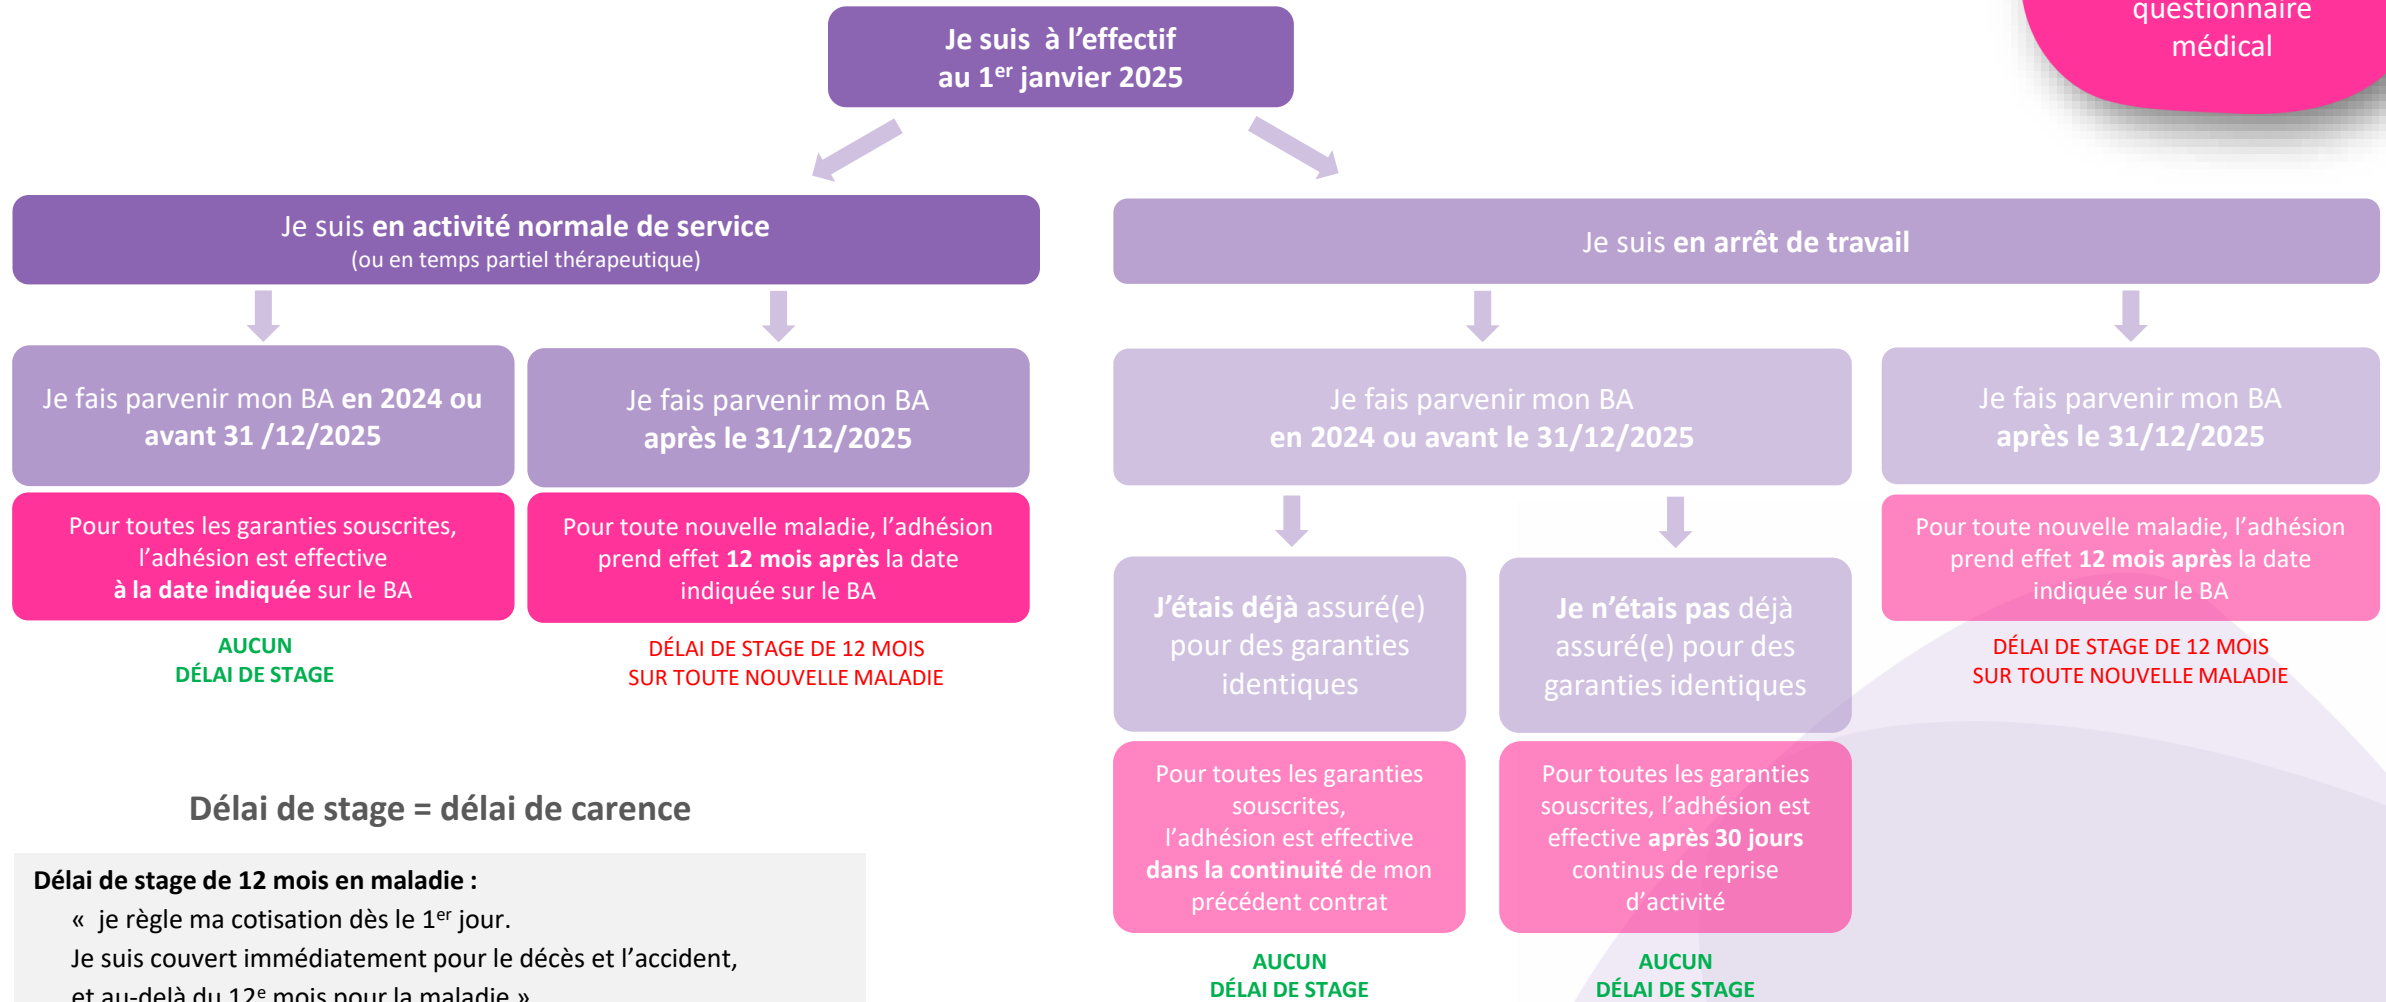 questionnaire
médical
Je suis à l’effectif
au 1er janvier 2025
Je suis en activité normale de service
(ou en temps partiel thérapeutique)
Je suis en arrêt de travail
Je fais parvenir mon BA en 2024 ou
avant 31 /12/2025
Je fais parvenir mon BA
après le 31/12/2025
Je fais parvenir mon BA
en 2024 ou avant le 31/12/2025
Je fais parvenir mon BA
après le 31/12/2025
Pour toutes les garanties souscrites,
l’adhésion est effective
à la date indiquée sur le BA
AUCUN
DÉLAI DE STAGE
Pour toute nouvelle maladie, l’adhésion
prend effet 12 mois après la date
indiquée sur le BA
DÉLAI DE STAGE DE 12 MOIS
SUR TOUTE NOUVELLE MALADIE
J’étais déjà assuré(e)
pour des garanties
identiques
Pour toutes les garanties
souscrites,
l’adhésion est effective
dans la continuité de mon
précédent contrat
AUCUN
DÉLAI DE STAGE
Je n’étais pas déjà
assuré(e) pour des
garanties identiques
Pour toutes les garanties
souscrites, l’adhésion est
effective après 30 jours
continus de reprise
d’activité
AUCUN
DÉLAI DE STAGE
Pour toute nouvelle maladie, l’adhésion
prend effet 12 mois après la date
indiquée sur le BA
DÉLAI DE STAGE DE 12 MOIS
SUR TOUTE NOUVELLE MALADIE
Délai de stage = délai de carence
Délai de stage de 12 mois en maladie :
« je règle ma cotisation dès le 1er jour.
Je suis couvert immédiatement pour le décès et l’accident,
et au-delà du 12e mois pour la maladie »